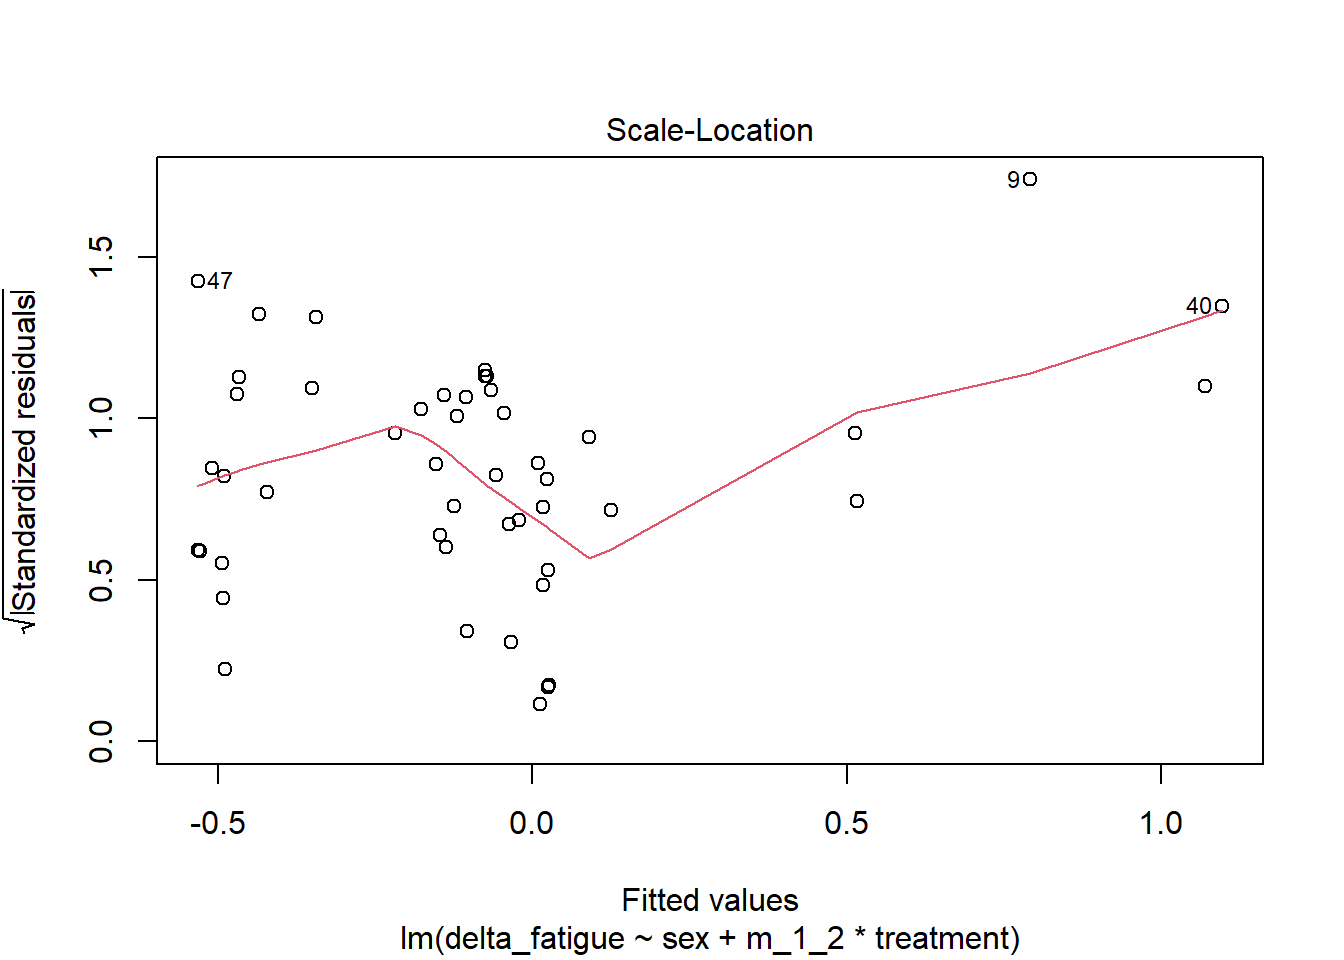 Scale-Location
√|Standardized residuals|
1.5
1.0
0.5
0.0
9
47
40
-0.5 0.0 0.5 1.0
Fitted values
lm(delta_fatigue ~ sex + m_1_2 * treatment)